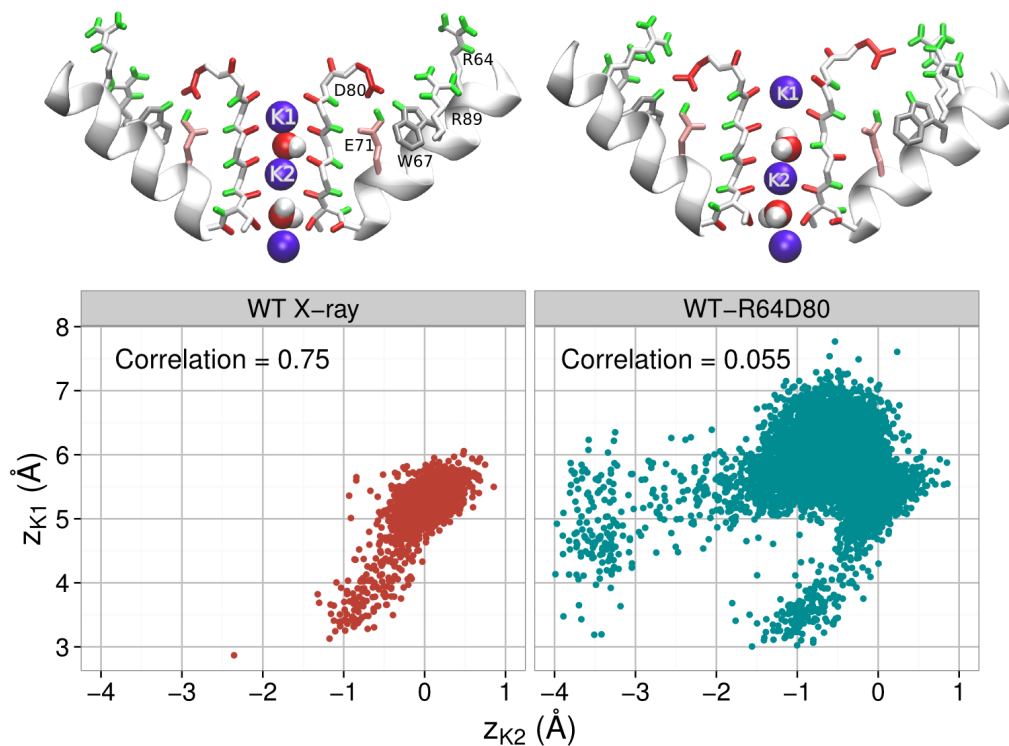 R64
D80
K1
K1
R89
E71
W67
K2
K2
WT X−ray
WT−R64D80
Correlation = 0.75
Correlation = 0.055
8
7
6
5
4
3
zK1 (Å)
−4 −3 −2 −1 0 1
−4 −3 −2 −1 0 1
zK2 (Å)